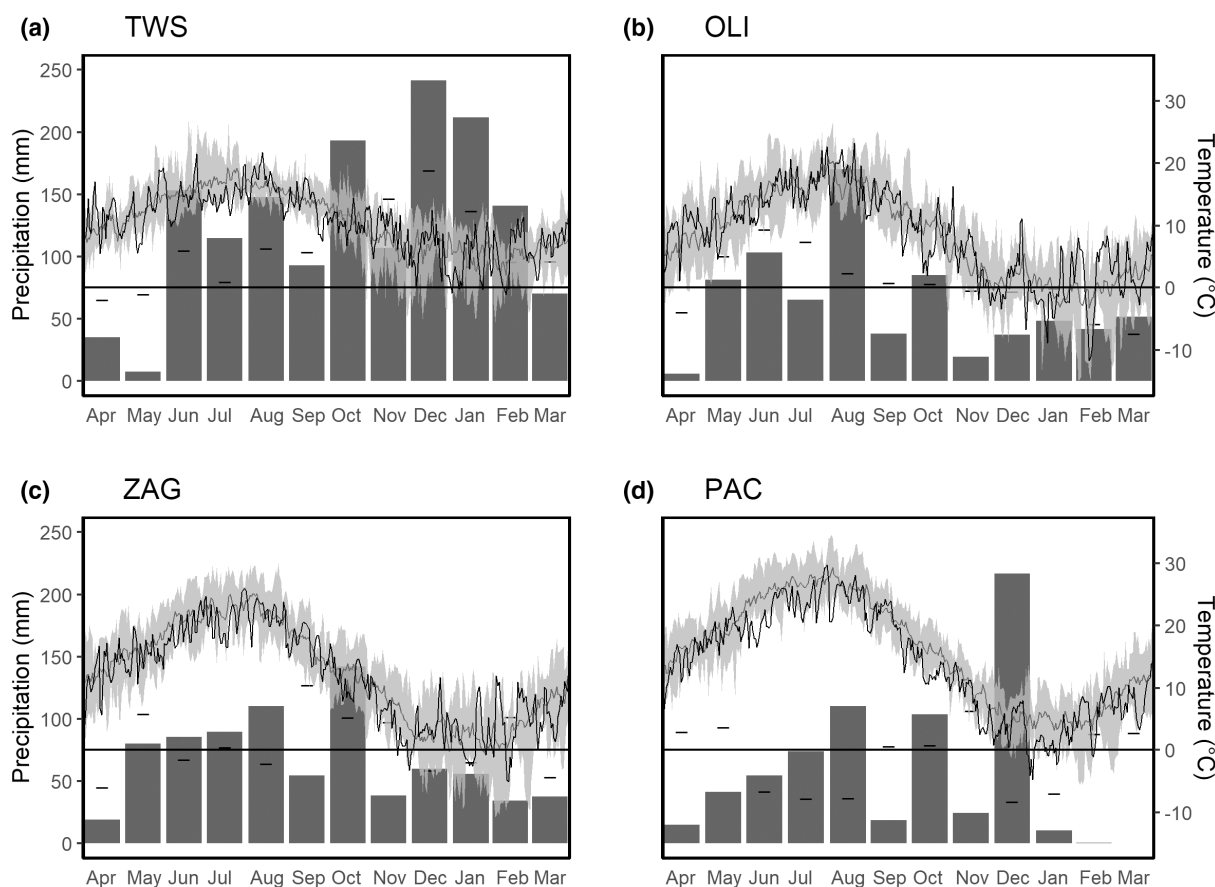 (a) TWS
(b) OLI
Precipitation (mm)
250
200
150
100
50
0
Apr May Jun Jul Aug Sep Oct Nov Dec Jan Feb Mar
Apr May Jun Jul Aug Sep Oct Nov Dec Jan Feb Mar
30
20
10
0
-10
Temperature (°C)
(c) ZAG
(d) PAC
Precipitation (mm)
250
200
150
100
50
0
Apr May Jun Jul Aug Sep Oct Nov Dec Jan Feb Mar
Apr May Jun Jul Aug Sep Oct Nov Dec Jan Feb Mar
30
20
10
0
-10
Temperature (°C)